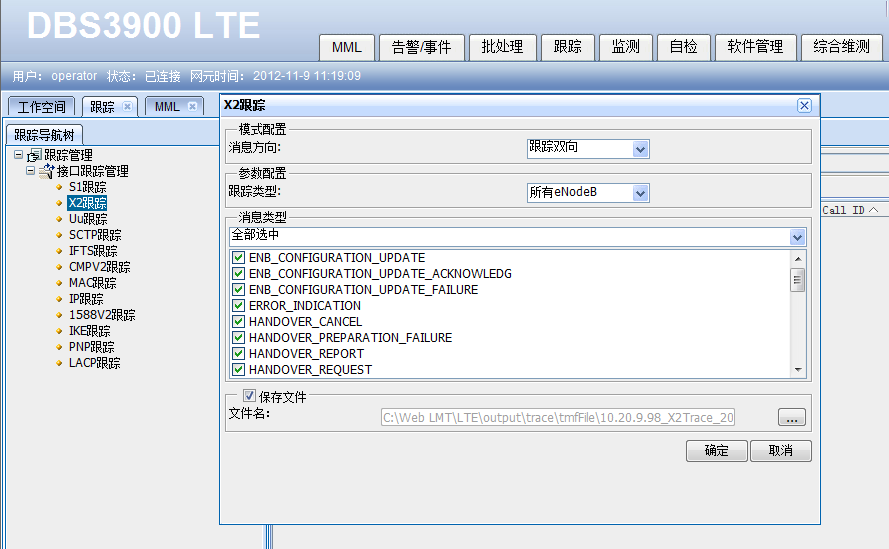 DBS3900 LTE
MML 告警/事件 批处理 跟踪 监测 自检 软件管理 综合维测
用户: operator 状态: 已连接 网元时间: 2012-11-9 11:19:09
工作空间 跟踪 MML
跟踪导航树
跟踪管理
接口跟踪管理
S1跟踪
X2跟踪
Uu跟踪
SCTP跟踪
IFTS跟踪
CMPV2跟踪
MAC跟踪
IP跟踪
1588V2跟踪
IKE跟踪
PNP跟踪
LACP跟踪
X2跟踪
模式配置
消息方向: 跟踪双向
参数配置
跟踪类型: 所有eNodeB
消息类型
全部选中
ENB_CONFIGURATION_UPDATE
ENB_CONFIGURATION_UPDATE_ACKNOWLEDG
ENB_CONFIGURATION_UPDATE_FAILURE
ERROR_INDICATION
HANDOVER_CANCEL
HANDOVER_PREPARATION_FAILURE
HANDOVER_REPORT
HANDOVER_REQUEST
保存文件
文件名: C:\Web LMT\LTE\output\trace\tmfFile\10.20.9.98_X2Trace_20 ...
确定 取消
Call ID